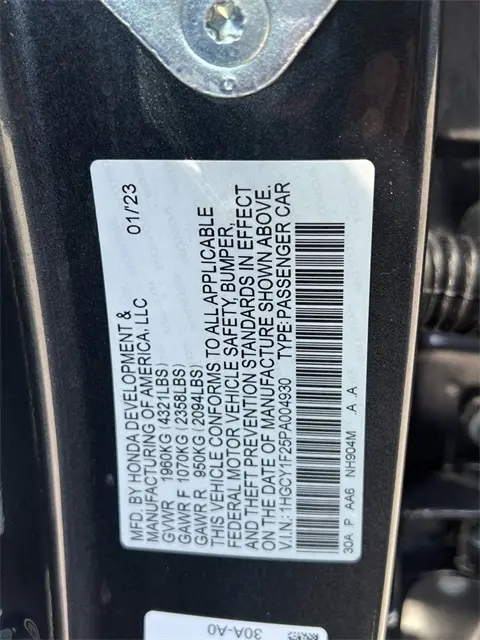 MFD. BY HONDA DEVELOPMENT &
MANUFACTURING OF AMERICA, LLC 01/23
GVWR 1960KG (4321LBS)
GAWR F 1070KG (2358LBS)
GAWR R 950KG (2094LBS)
THIS VEHICLE CONFORMS TO ALL APPLICABLE
FEDERAL MOTOR VEHICLE SAFETY, BUMPER,
AND THEFT PREVENTION STANDARDS IN EFFECT
ON THE DATE OF MANUFACTURE SHOWN ABOVE.
V.I.N.: 1HGCY1F25PA004930 TYPE: PASSENGER CAR
30A P AA6 NH904M .A .A
30A-A0